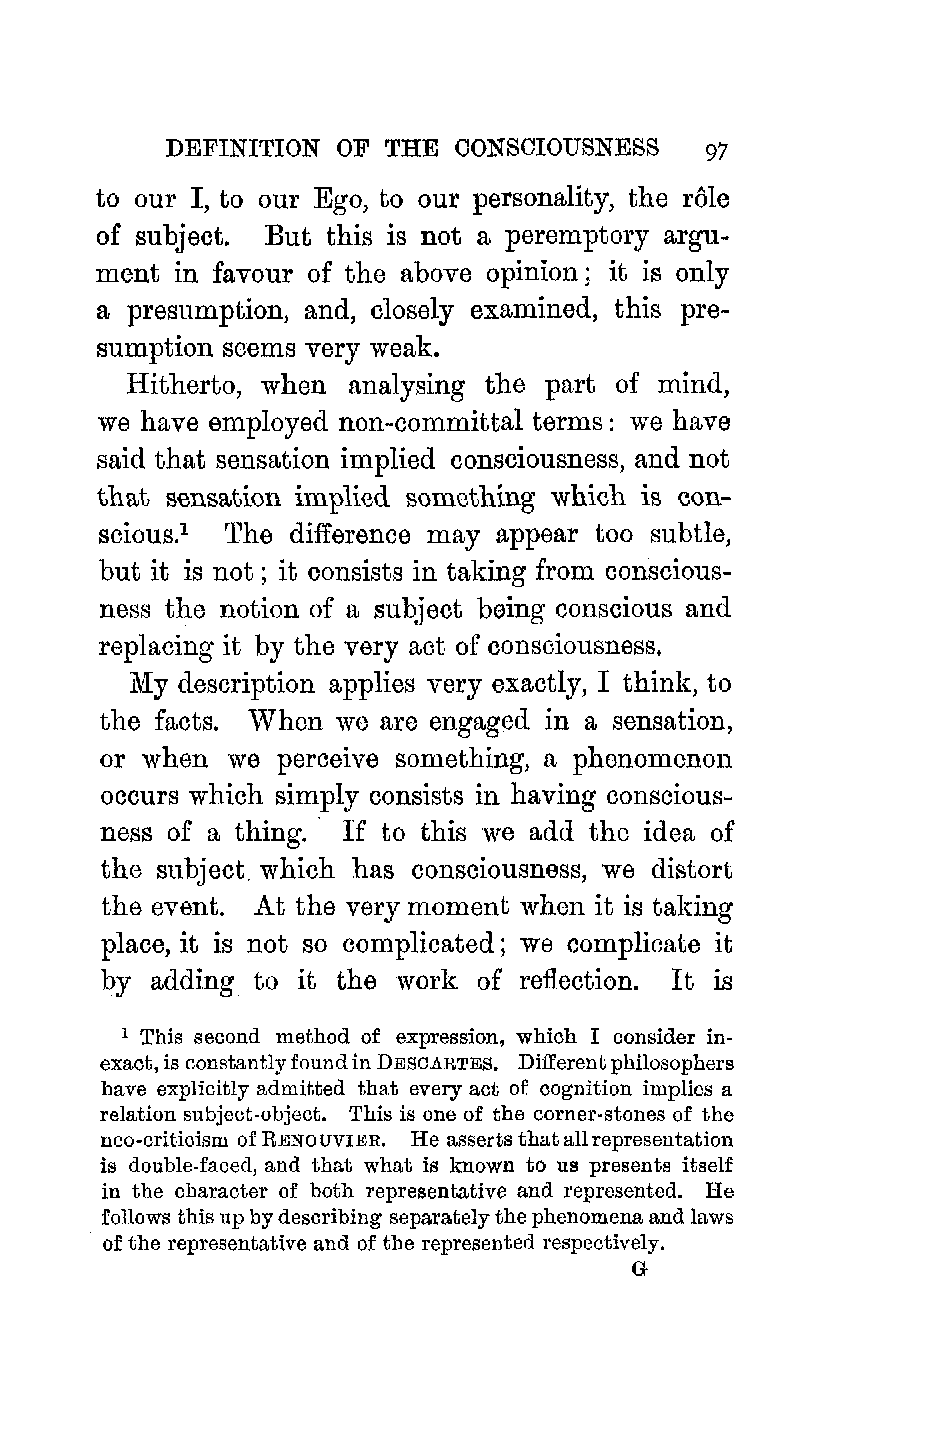 DEFINITION OF THE CONSCIOUSNESS 97
to our I, to our Ego, to our personality, the rôle
of subject. But this is not a peremptory argu-
ment in favour of the above opinion; it is only
a presumption, and, closely examined, this pre-
sumption seems very weak.
Hitherto, when analysing the part of mind,
we have employed non-committal terms: we have
said that sensation implied consciousness, and not
that sensation implied something which is con-
scious.¹ The difference may appear too subtle,
but it is not; it consists in taking from conscious-
ness the notion of a subject being conscious and
replacing it by the very act of consciousness.
My description applies very exactly, I think, to
the facts. When we are engaged in a sensation,
or when we perceive something, a phenomenon
occurs which simply consists in having conscious-
ness of a thing. If to this we add the idea of
the subject which has consciousness, we distort
the event. At the very moment when it is taking
place, it is not so complicated; we complicate it
by adding to it the work of reflection. It is
¹ This second method of expression, which I consider in-
exact, is constantly found in DESCARTES. Different philosophers
have explicitly admitted that every act of cognition implies a
relation subject-object. This is one of the corner-stones of the
neo-criticism of RENOUVIER. He asserts that all representation
is double-faced, and that what is known to us presents itself
in the character of both representative and represented. He
follows this up by describing separately the phenomena and laws
of the representative and of the represented respectively.
G